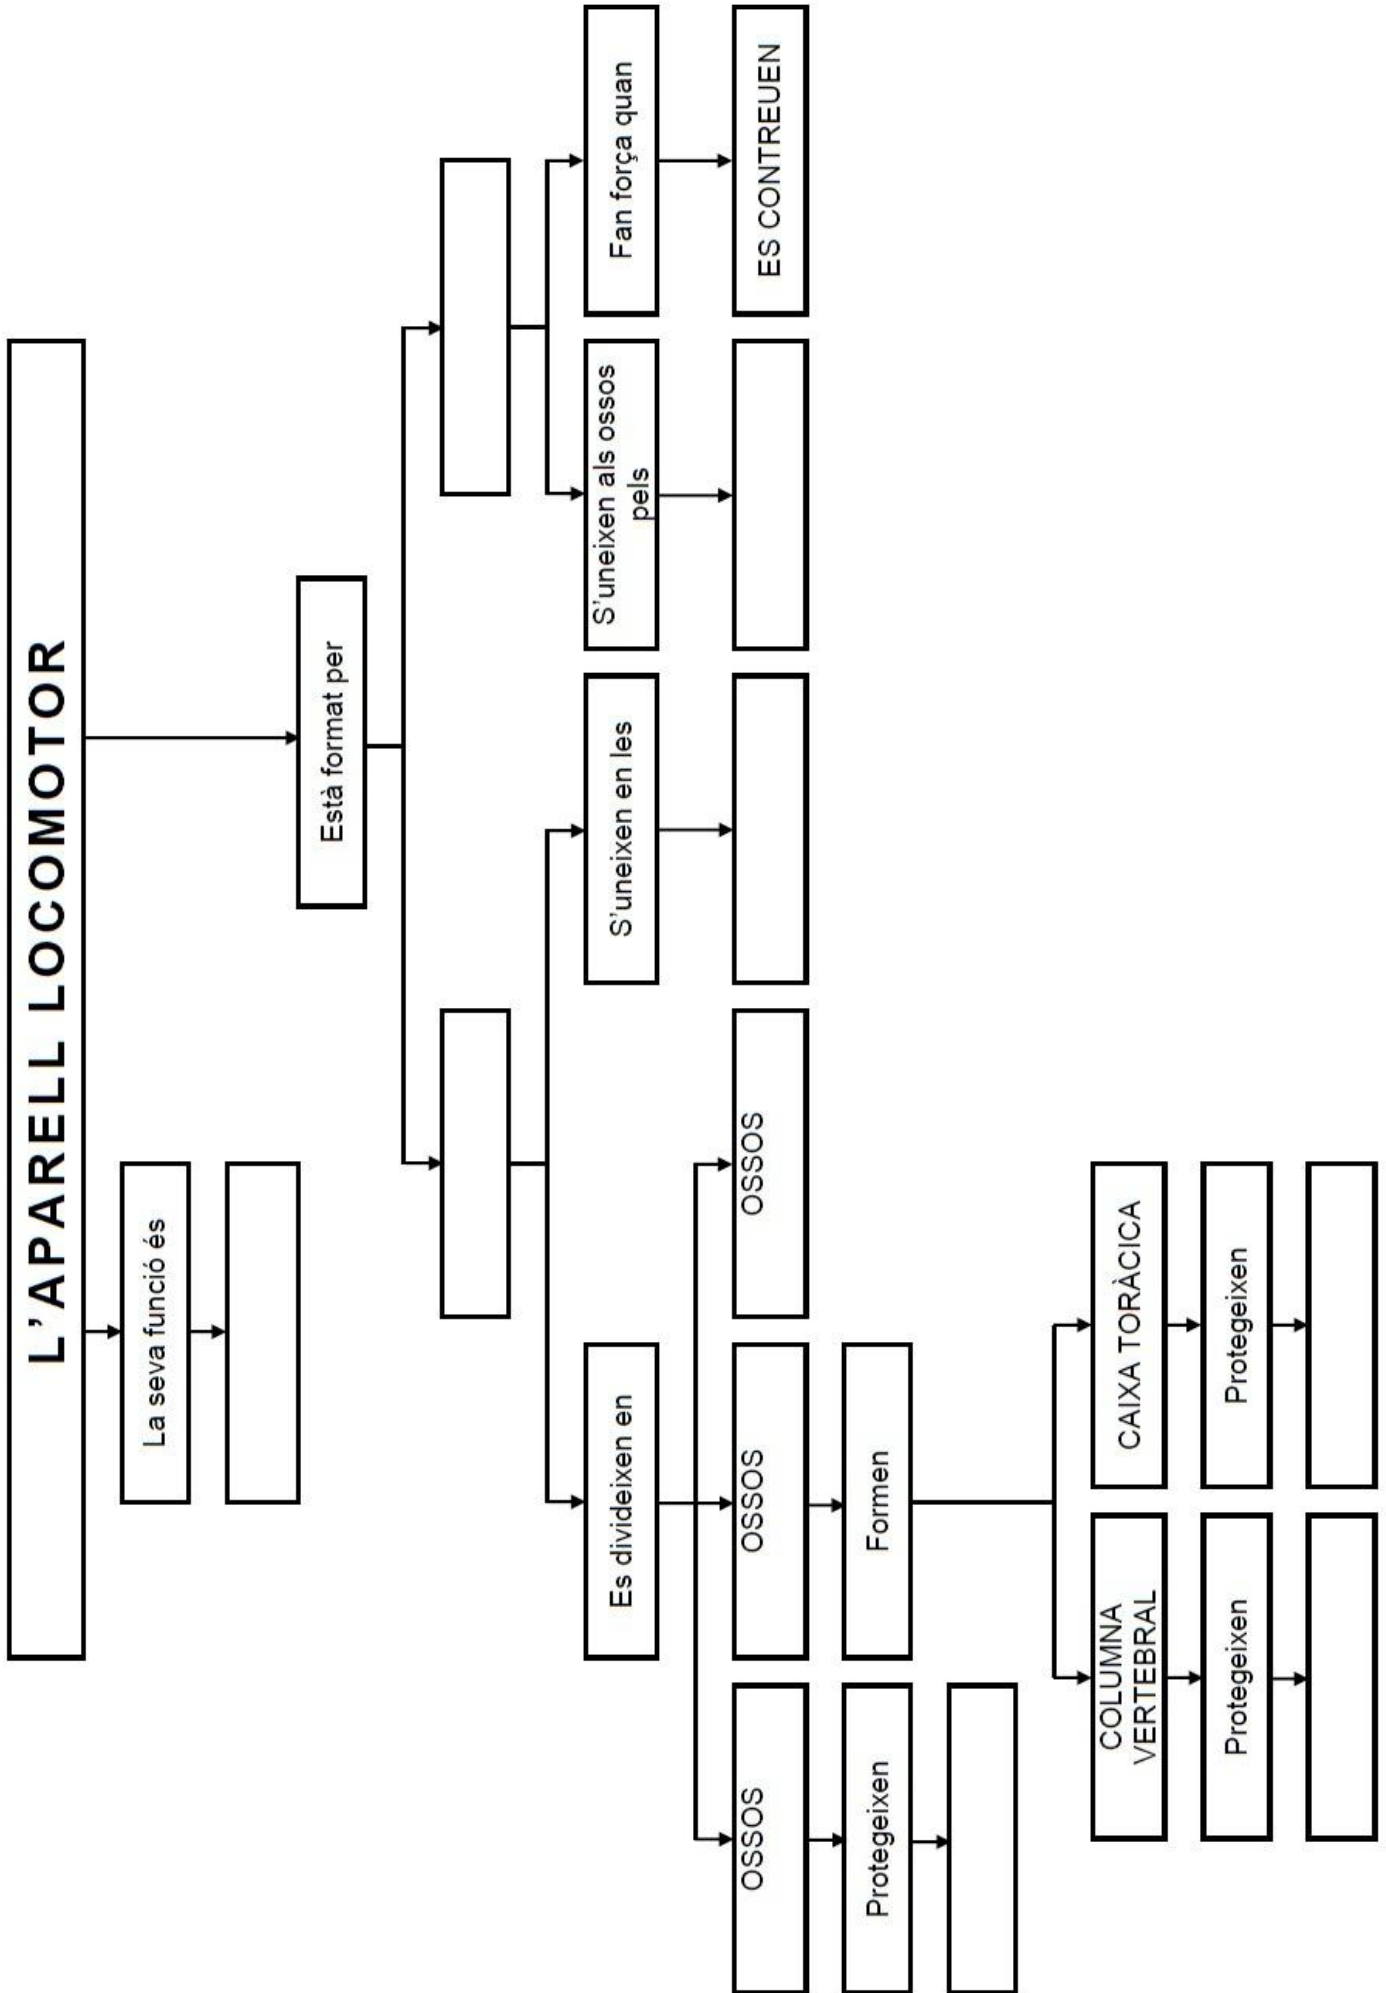 L'APARELL LOCOMOTOR
La seva funció és
Està format per
Es divideixen en
S'uneixen en les
S'uneixen als ossos
pels
Fan força quan
OSSOS
OSSOS
OSSOS
ES CONTREUEN
Protegeixen
Formen
COLUMNA
VERTEBRAL
CAIXA TORÀCICA
Protegeixen
Protegeixen